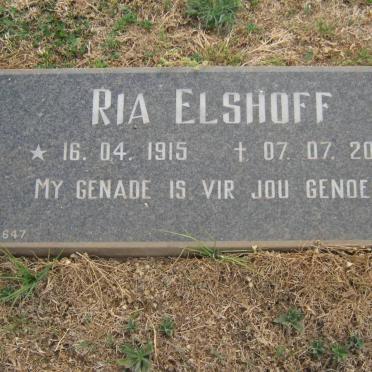 RIA ELSHOFF
★ 16. 04. 1915 ✝ 07. 07. 20
MY GENADE IS VIR JOU GENOE
647